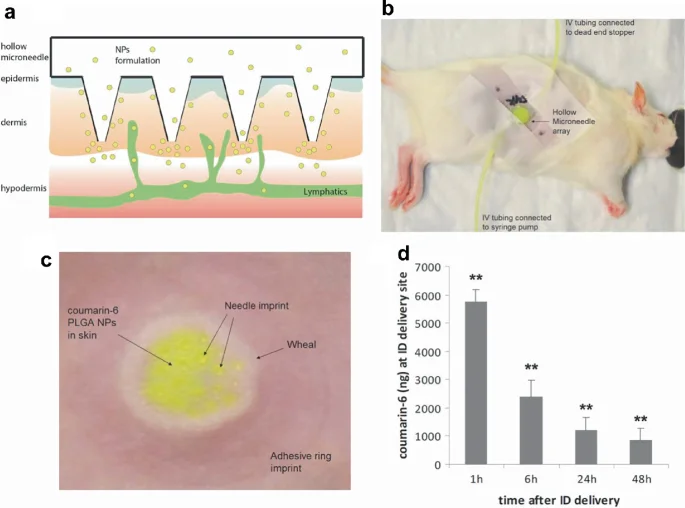 a
hollow
microneedle
NPs
formulation
epidermis
dermis
hypodermis
Lymphatics
b
IV tubing connected
to dead end stopper
Hollow
Microneedle
array
IV tubing connected
to syringe pump
c
coumarin-6
PLGA NPs
in skin
Needle imprint
Wheal
Adhesive ring
imprint
d
coumarin-6 (ng) at ID delivery site
7000
6000
5000
4000
3000
2000
1000
0
**
**
**
**
1h
6h
24h
48h
time after ID delivery